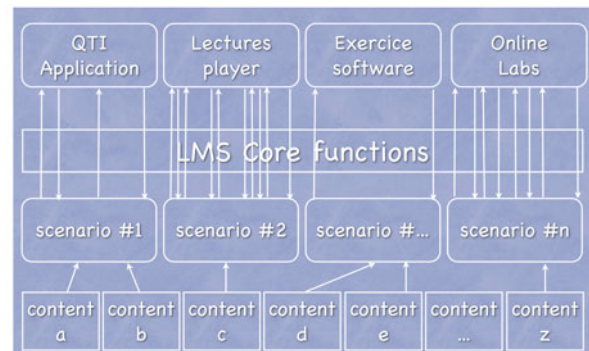 QTI
Application
Lectures
player
Exercice
software
Online
Labs
LMS Core functions
scenario #1
scenario #2
scenario #...
scenario #n
content
a
content
b
content
c
content
d
content
e
content
...
content
z